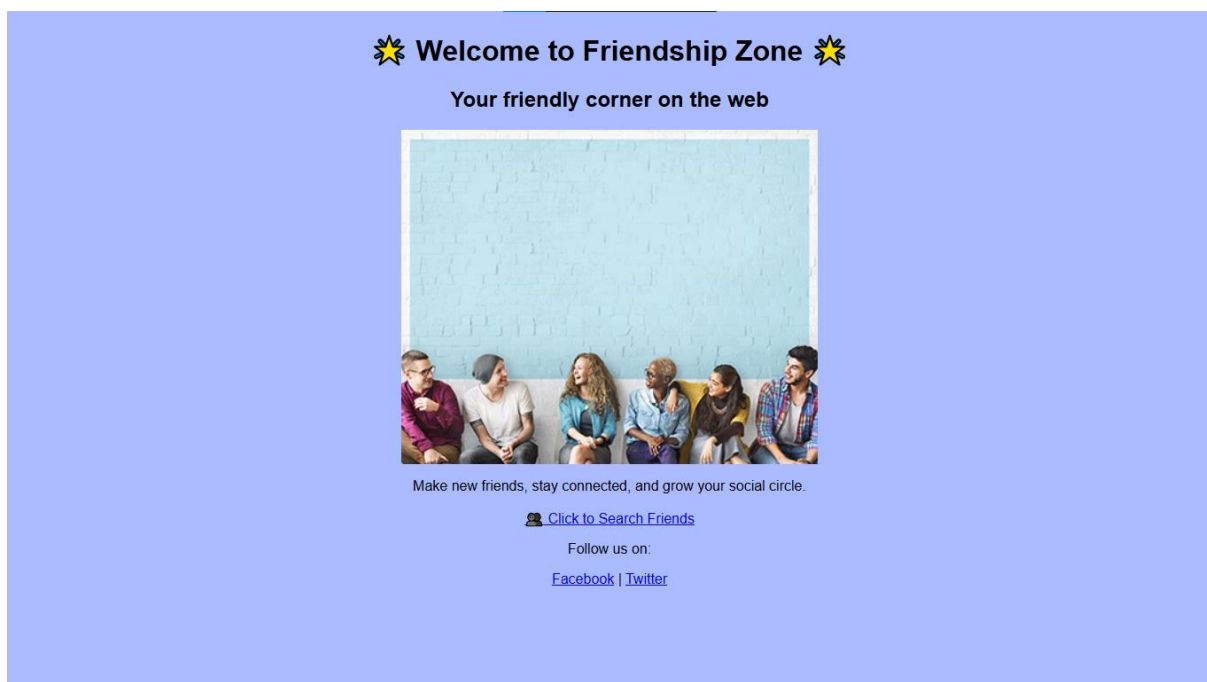 🌟 Welcome to Friendship Zone 🌟
Your friendly corner on the web
Make new friends, stay connected, and grow your social circle.
👥 Click to Search Friends
Follow us on:
Facebook | Twitter